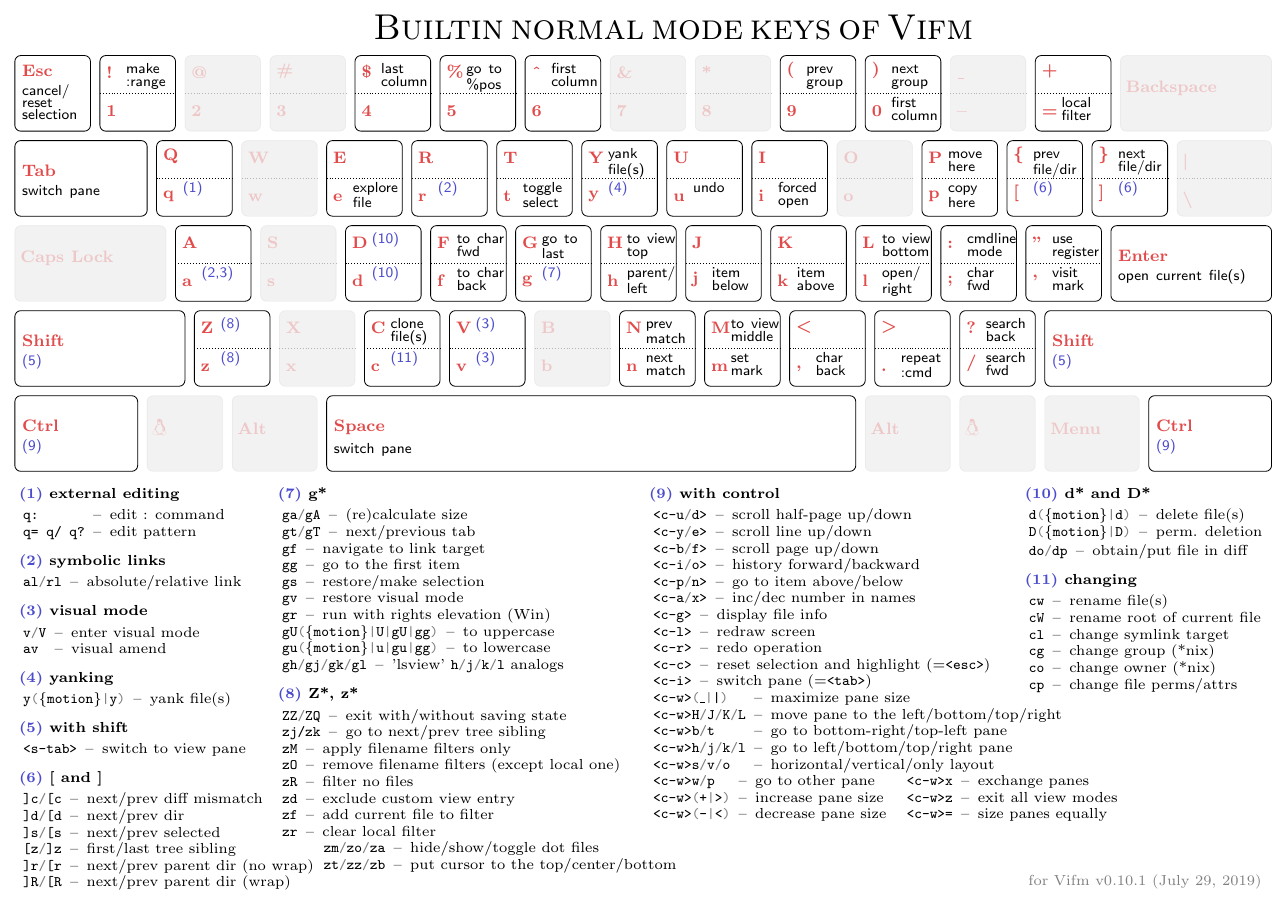 BUILTIN NORMAL MODE KEYS OF VIFM
Esc
cancel/
reset
selection
! make
:range
1
@
2
#
3
$ last
column
4
% go to
%pos
5
^ first
column
6
&
7
*
8
( prev
group
9
) next
group
0 first
column
_
–
+
= local
filter
Backspace
Tab
switch pane
Q
q (1)
W
w
E
e explore
file
R
r (2)
T
t toggle
select
Y yank
file(s)
y (4)
U
u undo
I
i forced
open
O
o
P move
here
p copy
here
{ prev
file/dir
[ (6)
} next
file/dir
] (6)
|
\
Caps Lock
A
a (2,3)
S
s
D (10)
d (10)
F to char
fwd
f to char
back
G go to
last
g (7)
H to view
top
h parent/
left
J
j item
below
K
k item
above
L to view
bottom
l open/
right
: cmdline
mode
; char
fwd
” use
register
’ visit
mark
Enter
open current file(s)
Shift
(5)
Z (8)
z (8)
X
x
C clone
file(s)
c (11)
V (3)
v (3)
B
b
N prev
match
n next
match
M to view
middle
m set
mark
<
, char
back
>
. repeat
:cmd
? search
back
/ search
fwd
Shift
(5)
Ctrl
(9)
Alt
Space
switch pane
Alt
Menu
Ctrl
(9)
(1) external editing
q: – edit : command
q= q/ q? – edit pattern
(2) symbolic links
al/rl – absolute/relative link
(3) visual mode
v/V – enter visual mode
av – visual amend
(4) yanking
y({motion}|y) – yank file(s)
(5) with shift
<s-tab> – switch to view pane
(6) [ and ]
]c/[c – next/prev diff mismatch
]d/[d – next/prev dir
]s/[s – next/prev selected
[z/]z – first/last tree sibling
]r/[r – next/prev parent dir (no wrap)
]R/[R – next/prev parent dir (wrap)
(7) g*
ga/gA – (re)calculate size
gt/gT – next/previous tab
gf – navigate to link target
gg – go to the first item
gs – restore/make selection
gv – restore visual mode
gr – run with rights elevation (Win)
gU({motion}|U|gU|gg) – to uppercase
gu({motion}|u|gu|gg) – to lowercase
gh/gj/gk/gl – 'lsview' h/j/k/l analogs
(8) Z*, z*
ZZ/ZQ – exit with/without saving state
zj/zk – go to next/prev tree sibling
zM – apply filename filters only
zO – remove filename filters (except local one)
zR – filter no files
zd – exclude custom view entry
zf – add current file to filter
zr – clear local filter
zm/zo/za – hide/show/toggle dot files
zt/zz/zb – put cursor to the top/center/bottom
(9) with control
<c-u/d> – scroll half-page up/down
<c-y/e> – scroll line up/down
<c-b/f> – scroll page up/down
<c-i/o> – history forward/backward
<c-p/n> – go to item above/below
<c-a/x> – inc/dec number in names
<c-g> – display file info
<c-l> – redraw screen
<c-r> – redo operation
<c-c> – reset selection and highlight (=<esc>)
<c-i> – switch pane (=<tab>)
<c-w>(_||) – maximize pane size
<c-w>H/J/K/L – move pane to the left/bottom/top/right
<c-w>b/t – go to bottom-right/top-left pane
<c-w>h/j/k/l – go to left/bottom/top/right pane
<c-w>s/v/o – horizontal/vertical/only layout
<c-w>w/p – go to other pane <c-w>x – exchange panes
<c-w>(+|>) – increase pane size <c-w>z – exit all view modes
<c-w>(-|<) – decrease pane size <c-w>= – size panes equally
(10) d* and D*
d({motion}|d) – delete file(s)
D({motion}|D) – perm. deletion
do/dp – obtain/put file in diff
(11) changing
cw – rename file(s)
cW – rename root of current file
cl – change symlink target
cg – change group (*nix)
co – change owner (*nix)
cp – change file perms/attrs
for Vifm v0.10.1 (July 29, 2019)